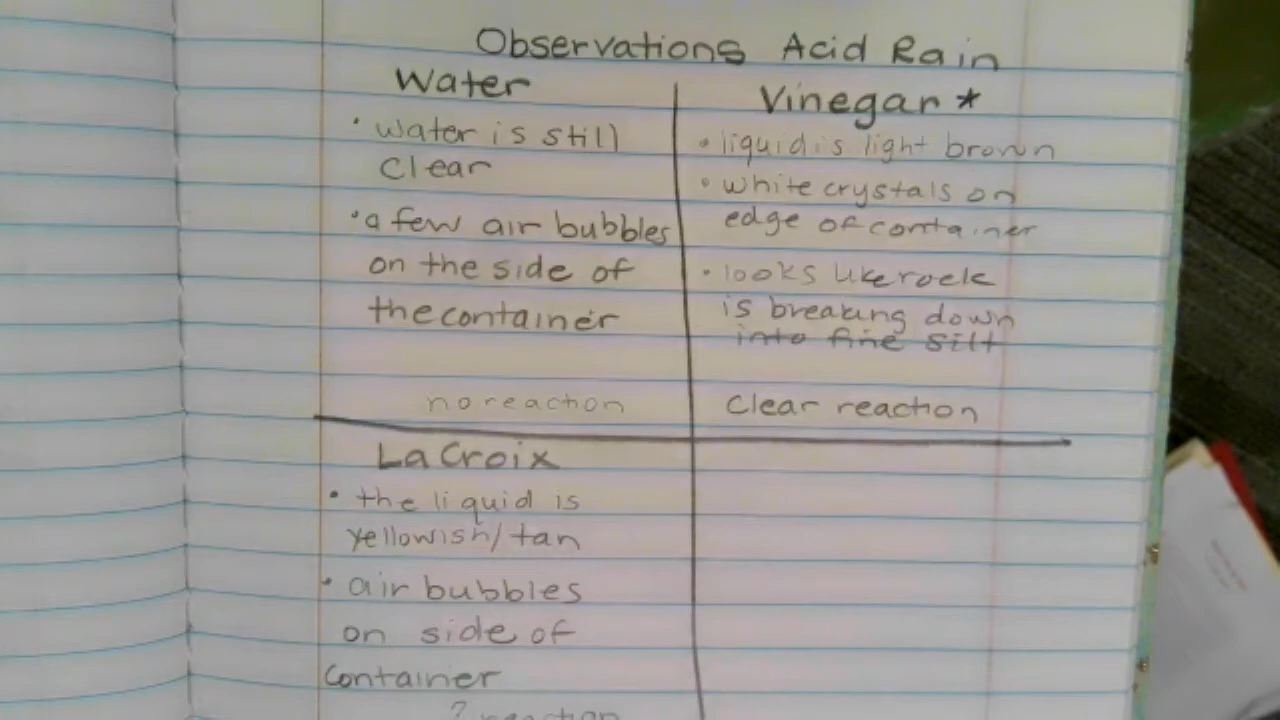 Observations Acid Rain
Water
• water is still
clear
• a few air bubbles
on the side of
the container
no reaction
Vinegar *
• liquid is light brown
• white crystals on
edge of container
• looks like rock
is breaking down
into fine silt
Clear reaction
La Croix
• the liquid is
yellowish/tan
• air bubbles
on side of
container
? reaction